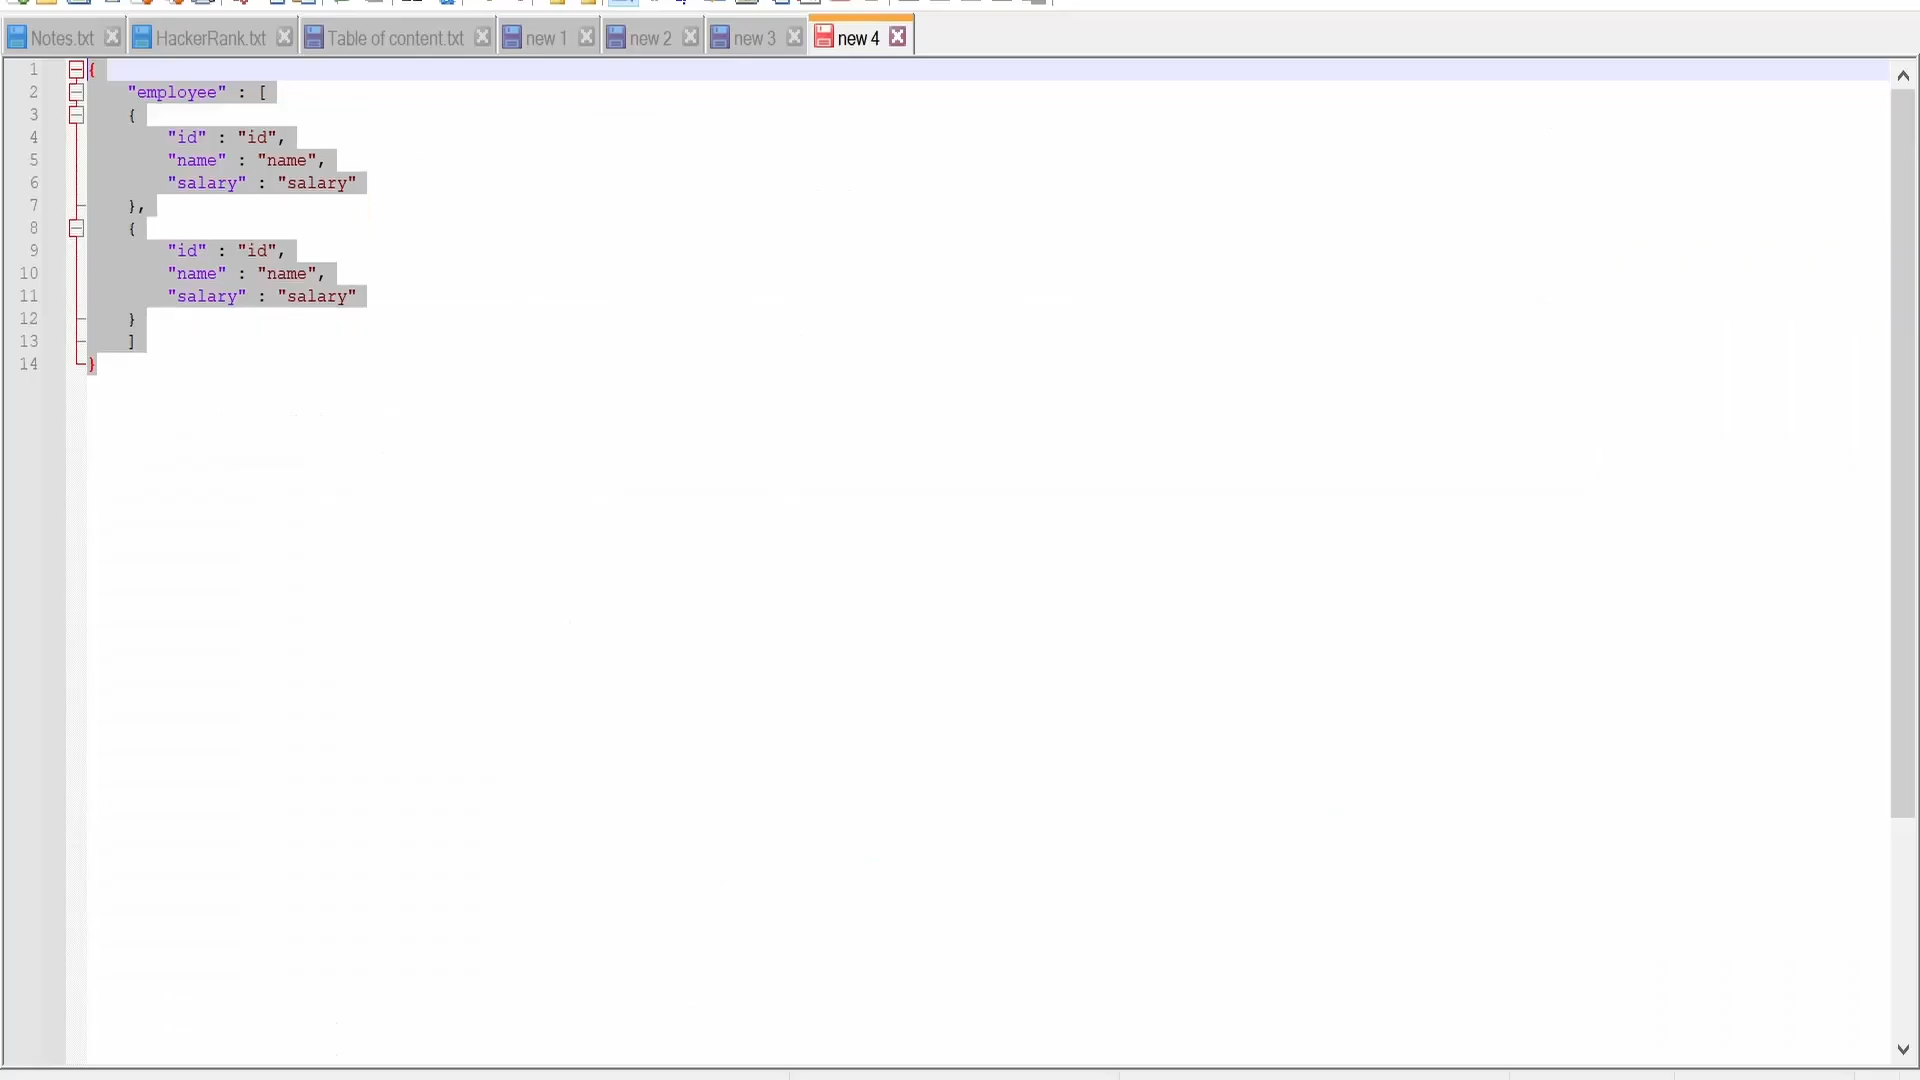 Notes.txt HackerRank.txt Table of content.txt new 1 new 2 new 3 new 4
1 {
2 "employee" : [
3 {
4 "id" : "id",
5 "name" : "name",
6 "salary" : "salary"
7 },
8 {
9 "id" : "id",
10 "name" : "name",
11 "salary" : "salary"
12 }
13 ]
14 }